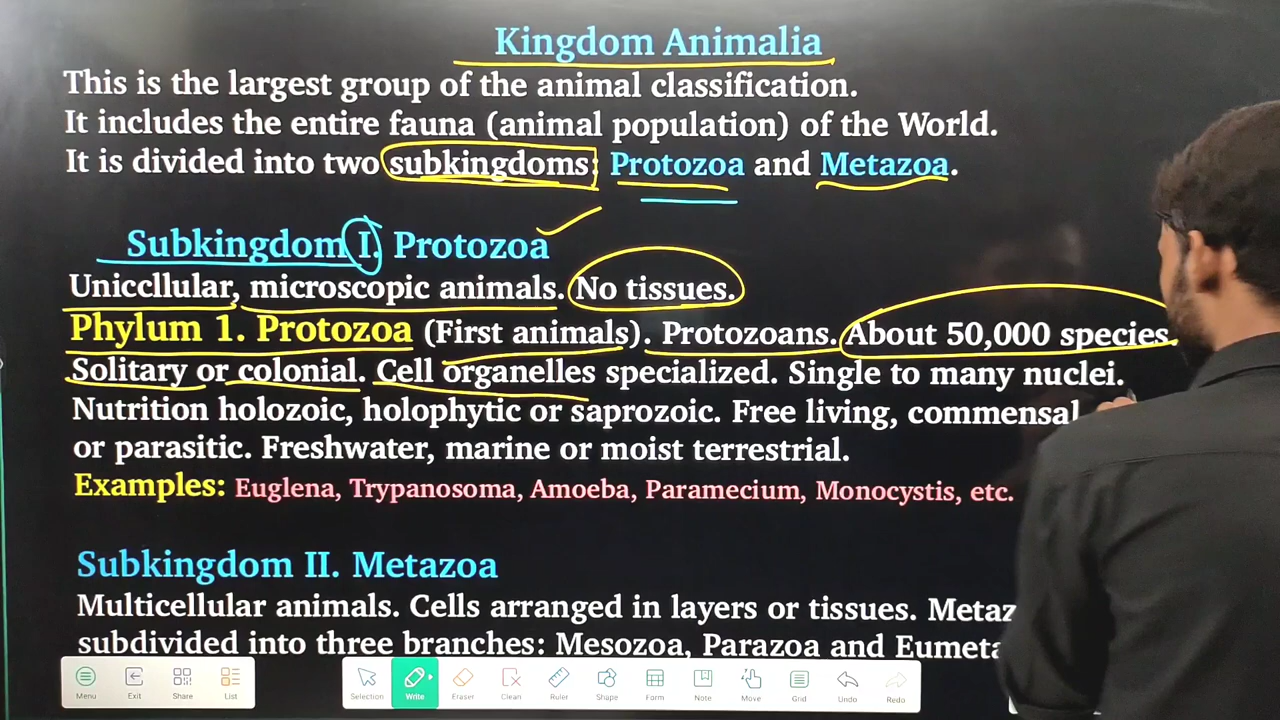 Kingdom Animalia
This is the largest group of the animal classification.
It includes the entire fauna (animal population) of the World.
It is divided into two subkingdoms: Protozoa and Metazoa.
Subkingdom I. Protozoa
Uniccllular, microscopic animals. No tissues.
Phylum 1. Protozoa (First animals). Protozoans. About 50,000 species.
Solitary or colonial. Cell organelles specialized. Single to many nuclei.
Nutrition holozoic, holophytic or saprozoic. Free living, commensal
or parasitic. Freshwater, marine or moist terrestrial.
Examples: Euglena, Trypanosoma, Amoeba, Paramecium, Monocystis, etc.
Subkingdom II. Metazoa
Multicellular animals. Cells arranged in layers or tissues.
subdivided into three branches: Mesozoa, Parazoa and
Menu Exit Share List Selection Write Eraser Clean Ruler Shape Form Note Move Grid Undo Redo